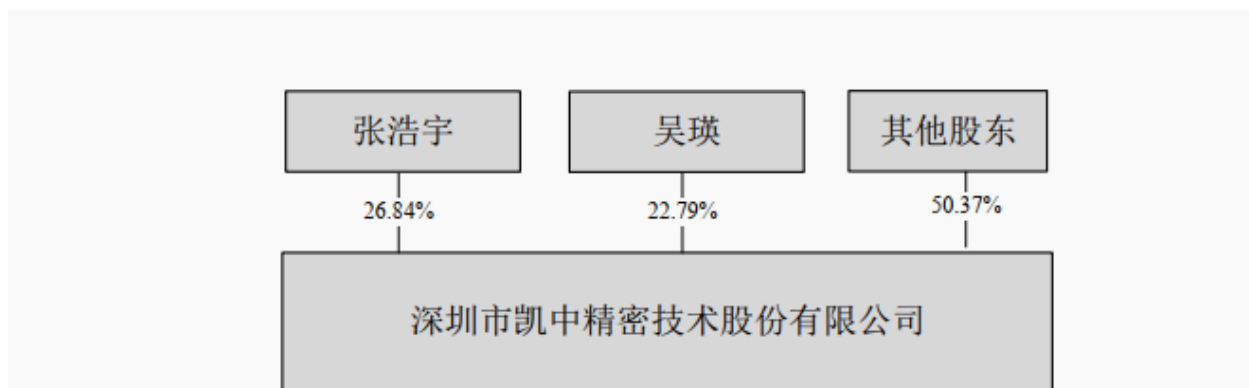 张浩宇 吴瑛 其他股东
26.84% 22.79% 50.37%
深圳市凯中精密技术股份有限公司